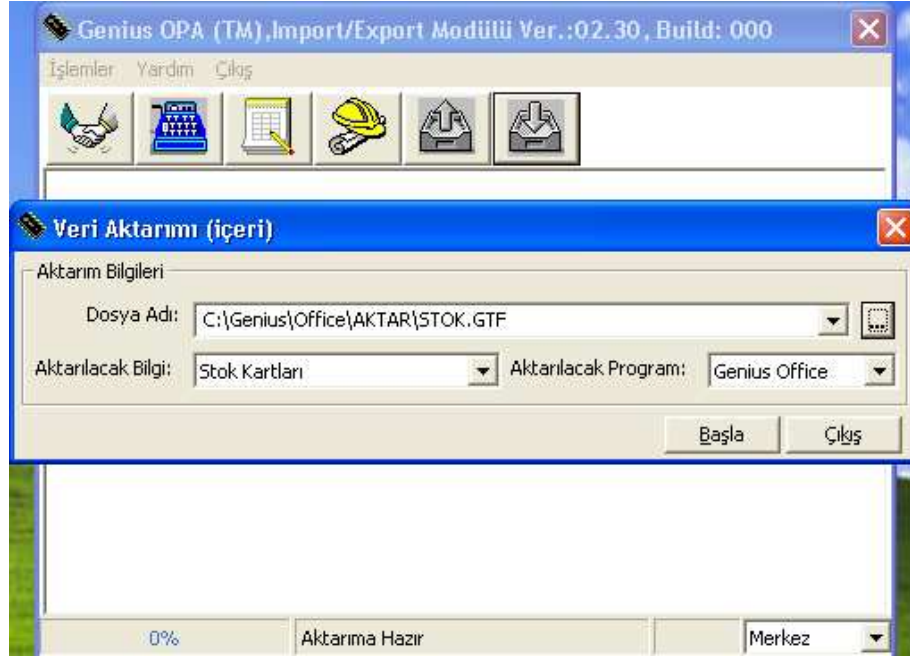 Genius OPA (TM),Import/Export Modülü Ver.:02.30, Build: 000
İşlemler Yardım Çıkış
Veri Aktarımı (içeri)
Aktarım Bilgileri
Dosya Adı: C:\Genius\Office\AKTAR\STOK.GTF ...
Aktarılacak Bilgi: Stok Kartları Aktarılacak Program: Genius Office
Başla Çıkış
0% Aktarıma Hazır Merkez